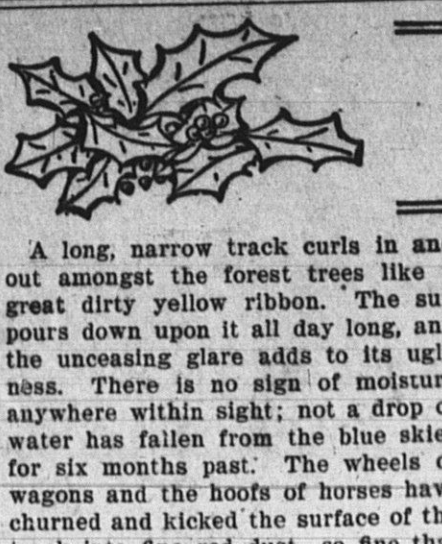 A long, narrow track curls in an
out amongst the forest trees like
great dirty yellow ribbon. The su
pours down upon it all day long, an
the unceasing glare adds to its ugl
ness. There is no sign of moistur
anywhere within sight; not a drop
water has fallen from the blue skie
for six months past. The wheels
wagons and the hoofs of horses hav
churned and kicked the surface of th